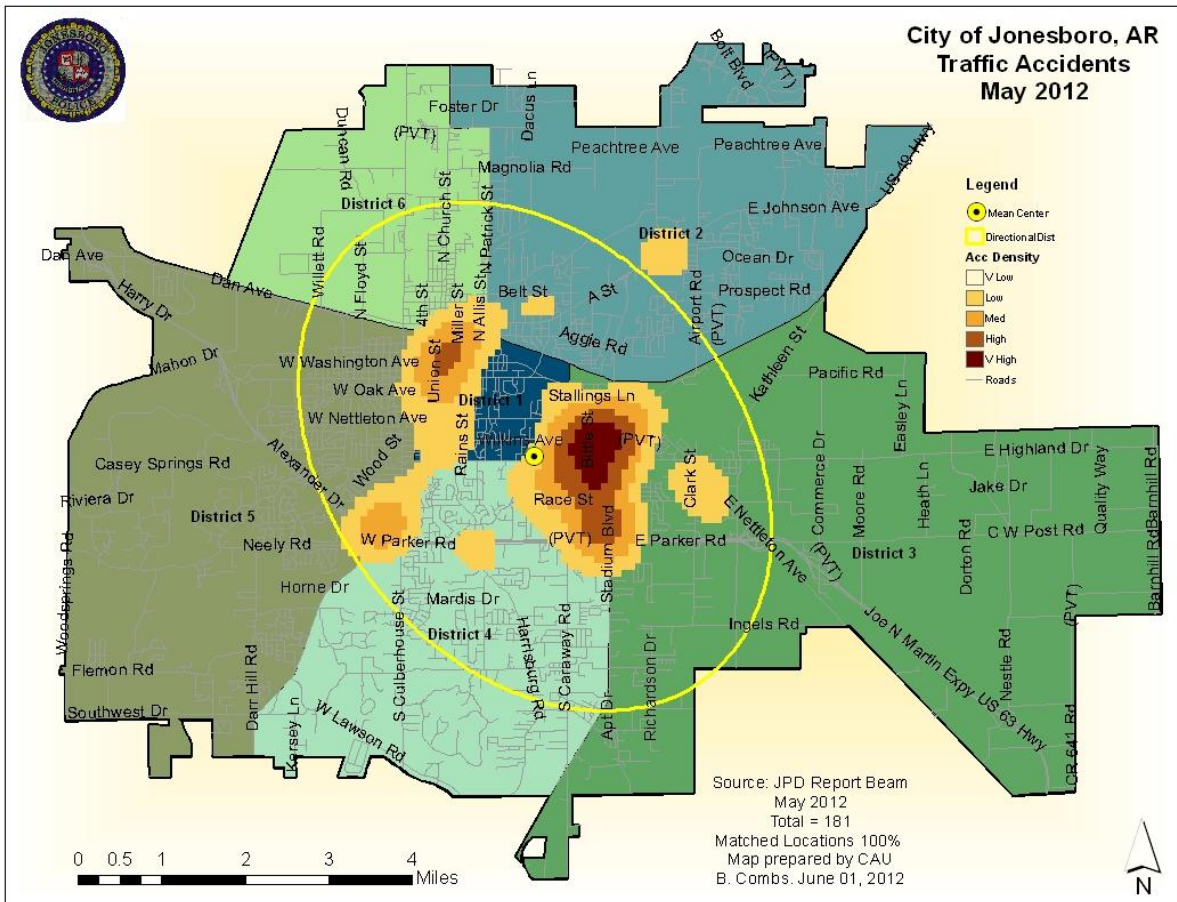 JONESBORO
POLICE
City of Jonesboro, AR
Traffic Accidents
May 2012
Legend
Mean Center
Directional Dist
Acc Density
V Low
Low
Med
High
V High
Roads
Bolt Blvd
(PVT)
Foster Dr
Dacus Ln
Duncan Rd
(PVT)
Peachtree Ave
Peachtree Ave
US 49 Hwy
Magnolia Rd
District 6
N Church St
N Patrick St
E Johnson Ave
District 2
Dan Ave
Willett Rd
N Floyd St
Ocean Dr
Harry Dr
Dan Ave
4th St
Miller St
N Allis St
Belt St
A St
Airport Rd
(PVT)
Prospect Rd
Aggie Rd
Mahon Dr
W Washington Ave
Union St
Kathleen St
Pacific Rd
W Oak Ave
District 1
Stallings Ln
Easley Ln
W Nettleton Ave
Rains St
Bittle St
(PVT)
E Highland Dr
Casey Springs Rd
Alexander Dr
Wood St
Clark St
Commerce Dr
(PVT)
Moore Rd
Heath Ln
Jake Dr
Quality Way
Barnhill Rd
Riviera Dr
Race St
District 5
E Nettleton Ave
C W Post Rd
Neely Rd
W Parker Rd
(PVT)
Stadium Blvd
E Parker Rd
District 3
Dorton Rd
Barnhill Rd
Horne Dr
Mardis Dr
Woodsprings Rd
S Culberhouse St
District 4
Harrisburg Rd
S Caraway Rd
Ingels Rd
(PVT)
Joe N Martin Expy US 63 Hwy
Nestle Rd
Flemon Rd
Darr Hill Rd
Richardson Dr
Southwest Dr
Kersey Ln
W Lawson Rd
Apt Dr
CR 641 Rd
Source: JPD Report Beam
May 2012
Total = 181
Matched Locations 100%
Map prepared by CAU
B. Combs. June 01, 2012
0 0.5 1 2 3 4
Miles
N